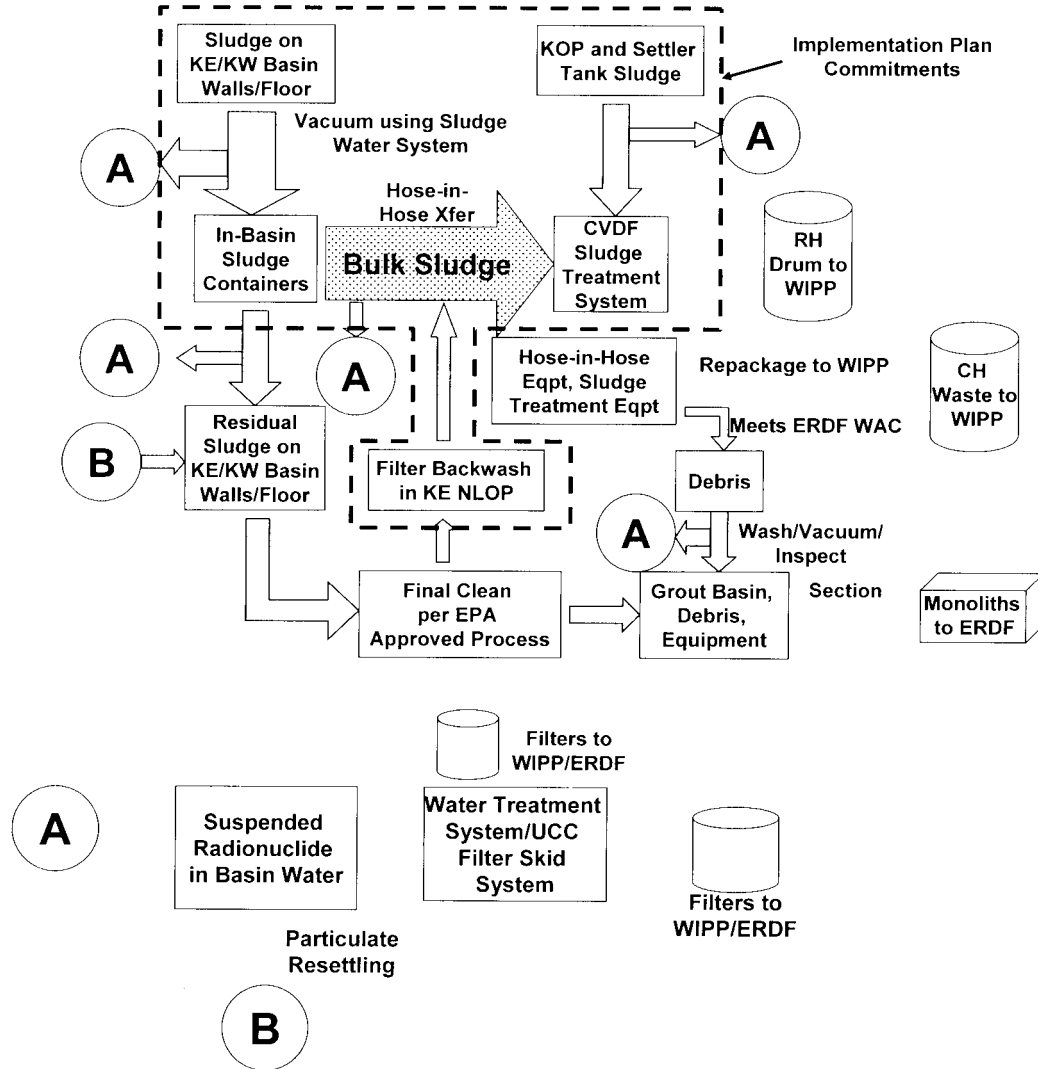 Sludge on
KE/KW Basin
Walls/Floor
KOP and Settler
Tank Sludge
Implementation Plan
Commitments
Vacuum using Sludge
Water System
A
A
Hose-in-
Hose Xfer
In-Basin
Sludge
Containers
Bulk Sludge
CVDF
Sludge
Treatment
System
RH
Drum to
WIPP
A
A
Hose-in-Hose
Eqpt, Sludge
Treatment Eqpt
Repackage to WIPP
CH
Waste to
WIPP
Meets ERDF WAC
B
Residual
Sludge on
KE/KW Basin
Walls/Floor
Filter Backwash
in KE NLOP
Debris
A
Wash/Vacuum/
Inspect
Final Clean
per EPA
Approved Process
Grout Basin,
Debris,
Equipment
Section
Monoliths
to ERDF
Filters to
WIPP/ERDF
A
Suspended
Radionuclide
in Basin Water
Water Treatment
System/UCC
Filter Skid
System
Filters to
WIPP/ERDF
Particulate
Resettling
B